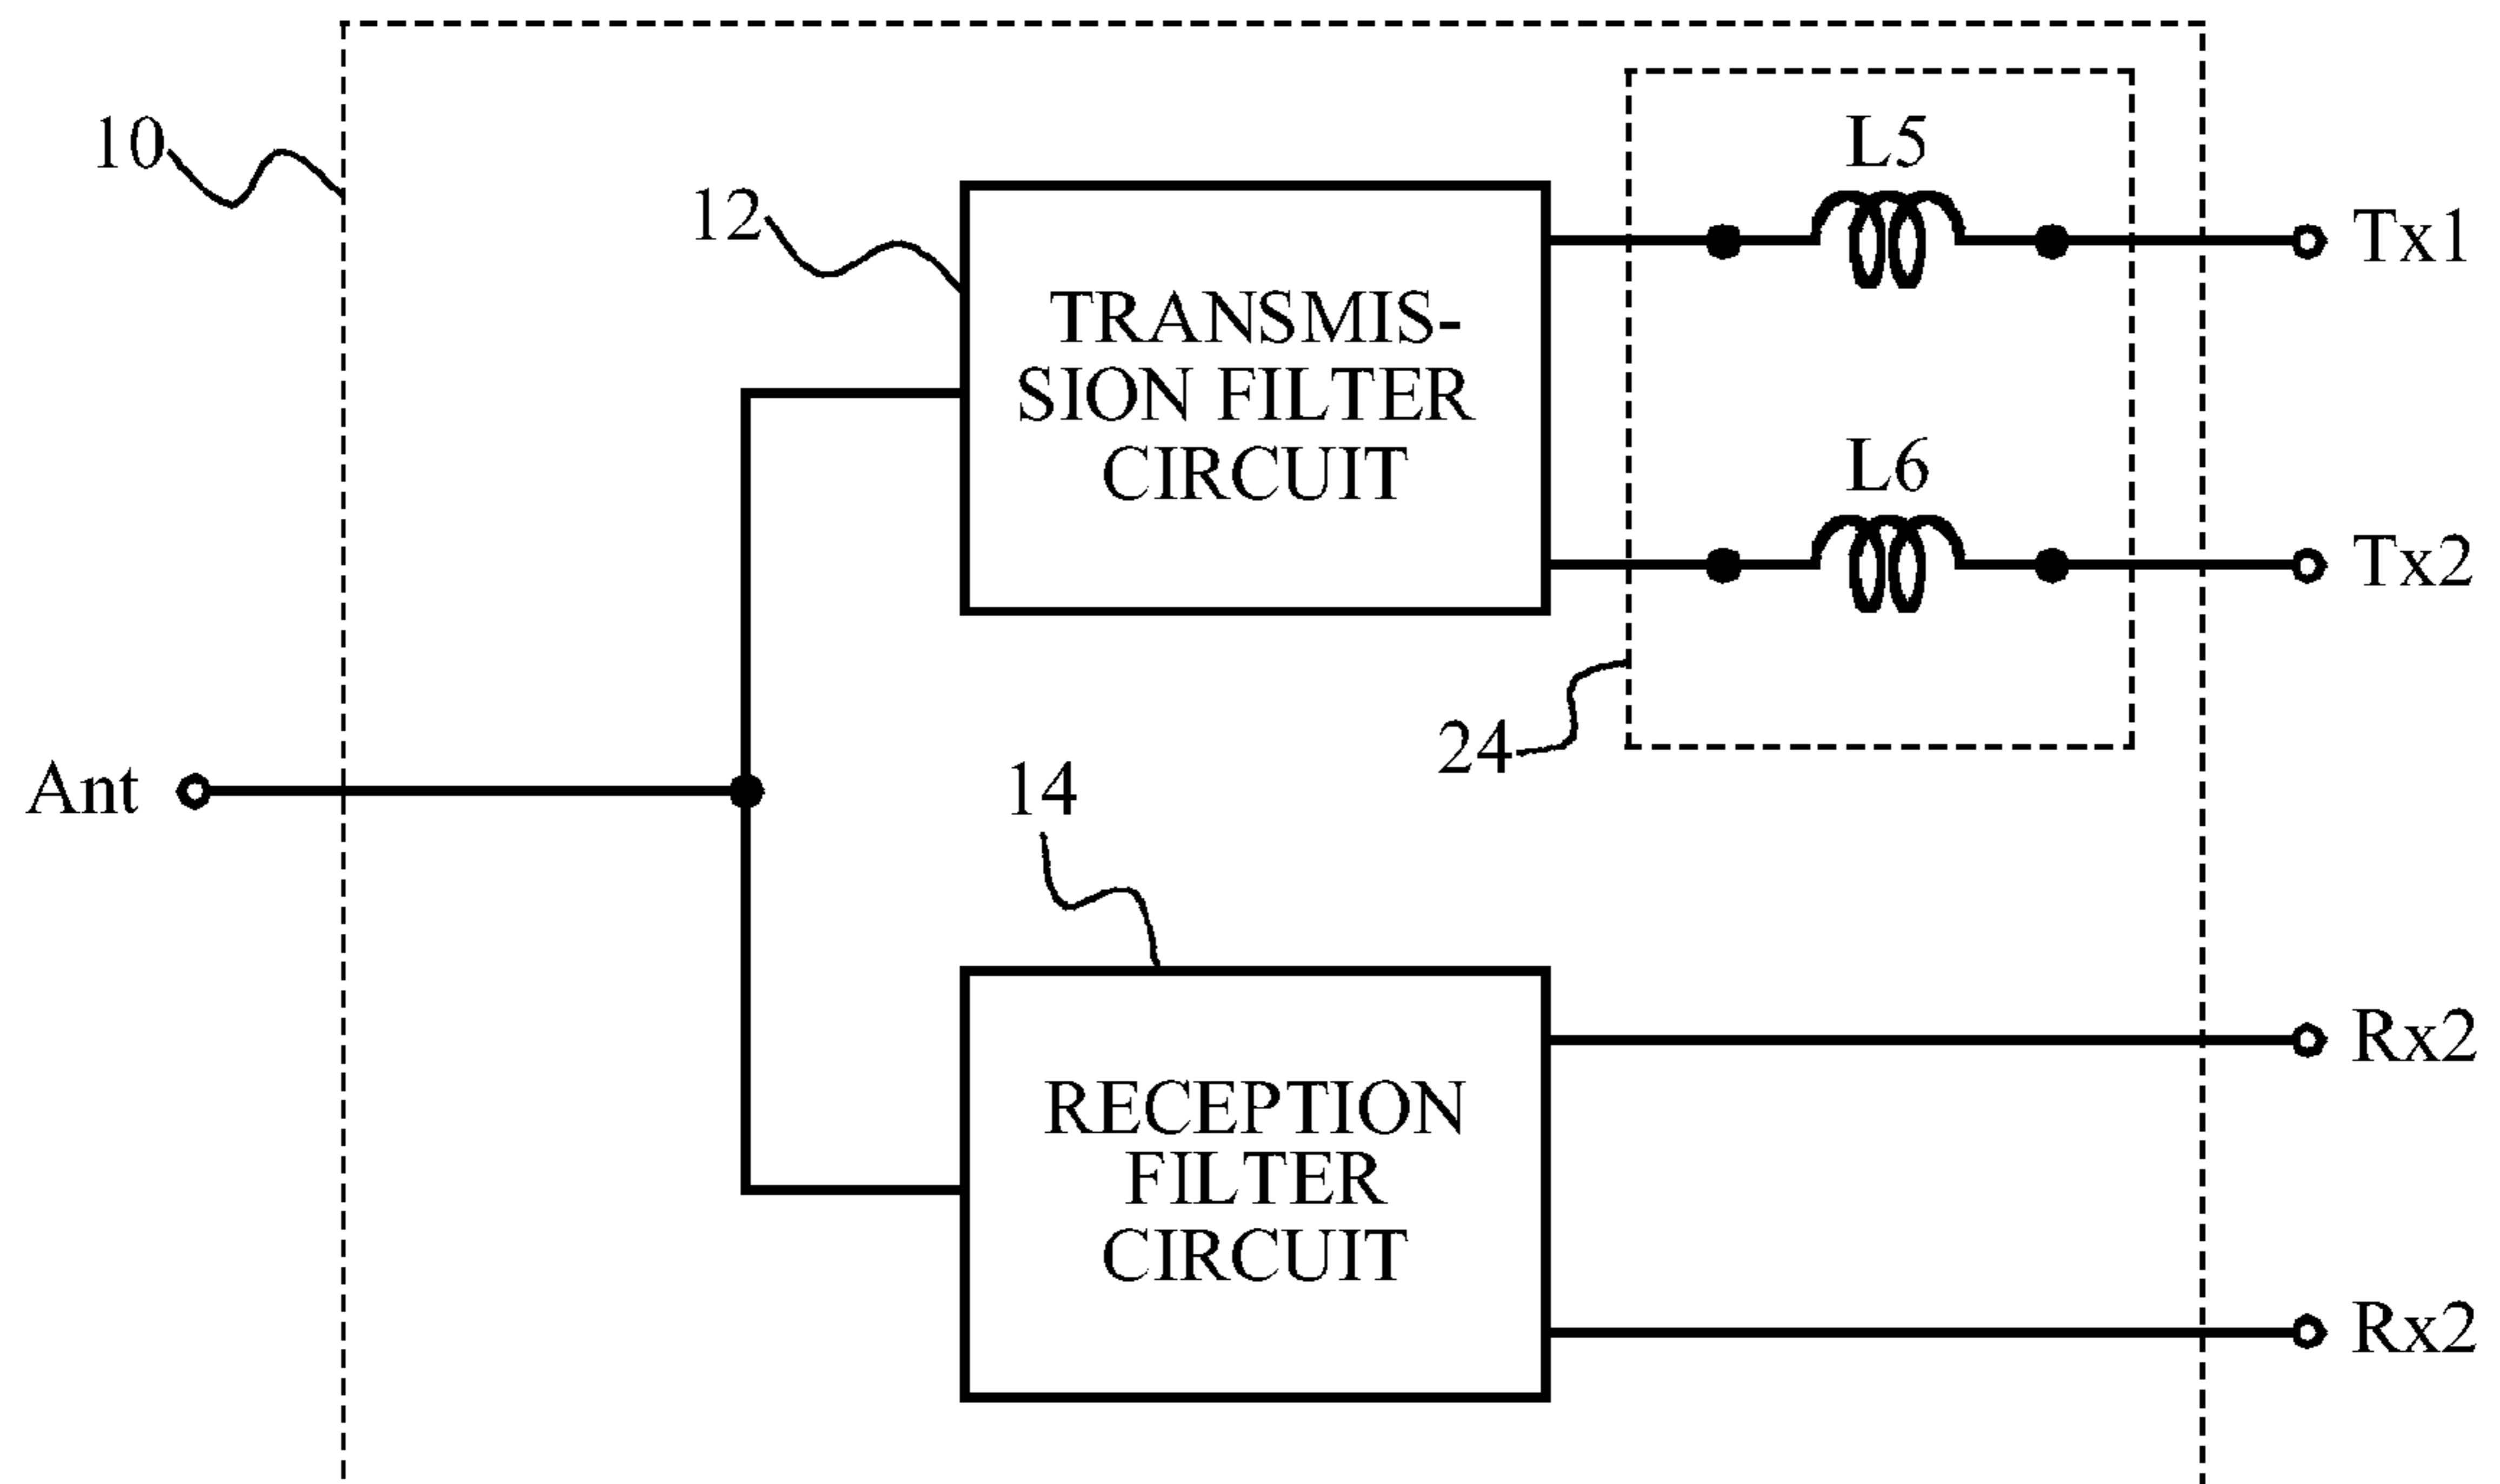 10
12
L5
Tx1
TRANSMIS-
SION FILTER
CIRCUIT
L6
Tx2
24
Ant
14
Rx2
RECEPTION
FILTER
CIRCUIT
Rx2